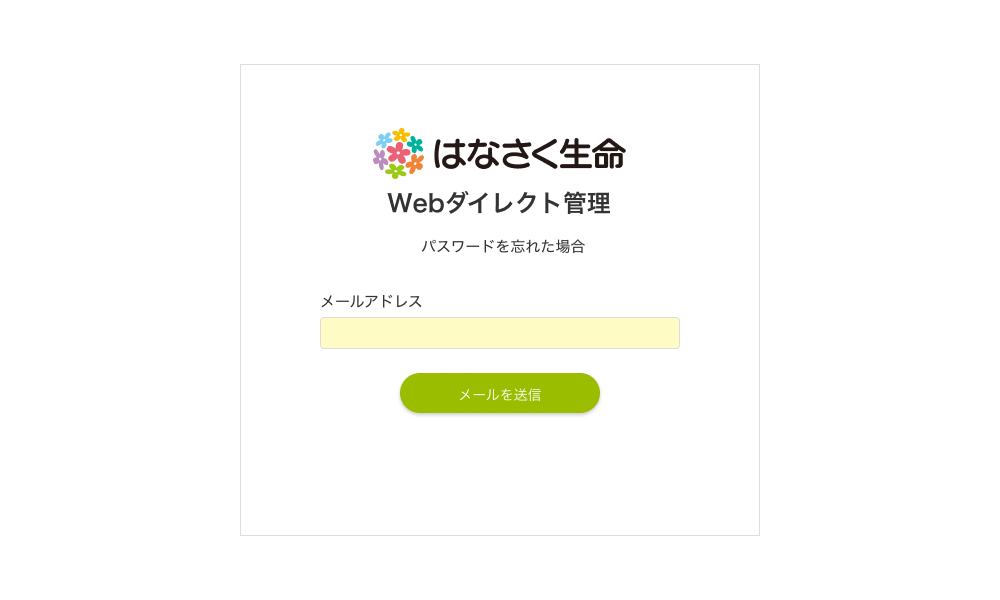 はなさく生命
Webダイレクト管理
パスワードを忘れた場合
メールアドレス
メールを送信